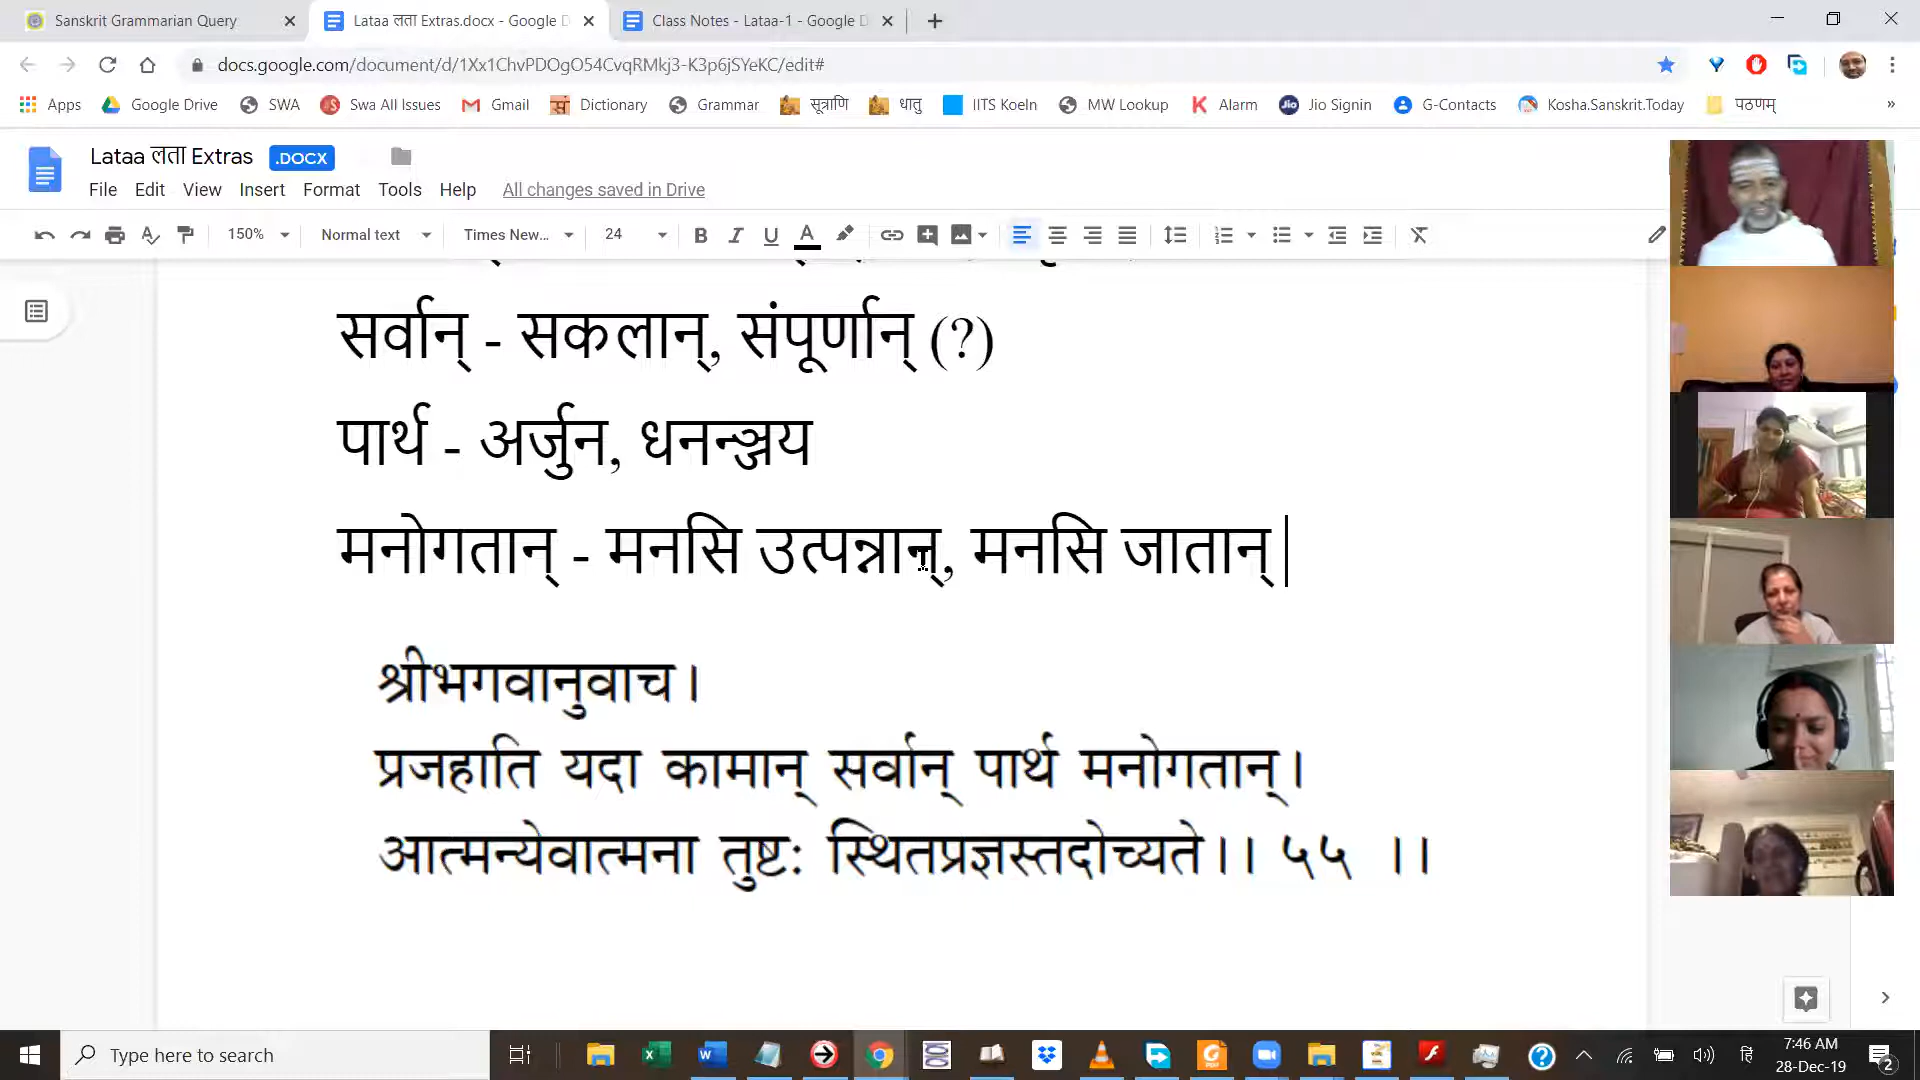 Sanskrit Grammarian Query
Lataa लता Extras.docx - Google D
Class Notes - Lataa-1 - Google D
docs.google.com/document/d/1Xx1ChvPDOgO54CvqRMkj3-K3p6jSYeKC/edit#
Apps Google Drive SWA Swa All Issues Gmail Dictionary Grammar सूत्राणि धातु IITS Koeln MW Lookup Alarm Jio Signin G-Contacts Kosha.Sanskrit.Today पठणम् »
Lataa लता Extras .DOCX
File Edit View Insert Format Tools Help All changes saved in Drive
150% Normal text Times New... 24 B I U A
सर्वान् - सकलान्, संपूर्णान् (?)
पार्थ - अर्जुन, धनन्ञ्जय
मनोगतान् - मनसि उत्पन्नान्, मनसि जातान्
श्रीभगवानुवाच।
प्रजहाति यदा कामान् सर्वान् पार्थ मनोगतान्।
आत्मन्येवात्मना तुष्टः स्थितप्रज्ञस्तदोच्यते।। ५५ ।।
Type here to search
हि
7:46 AM
28-Dec-19
2